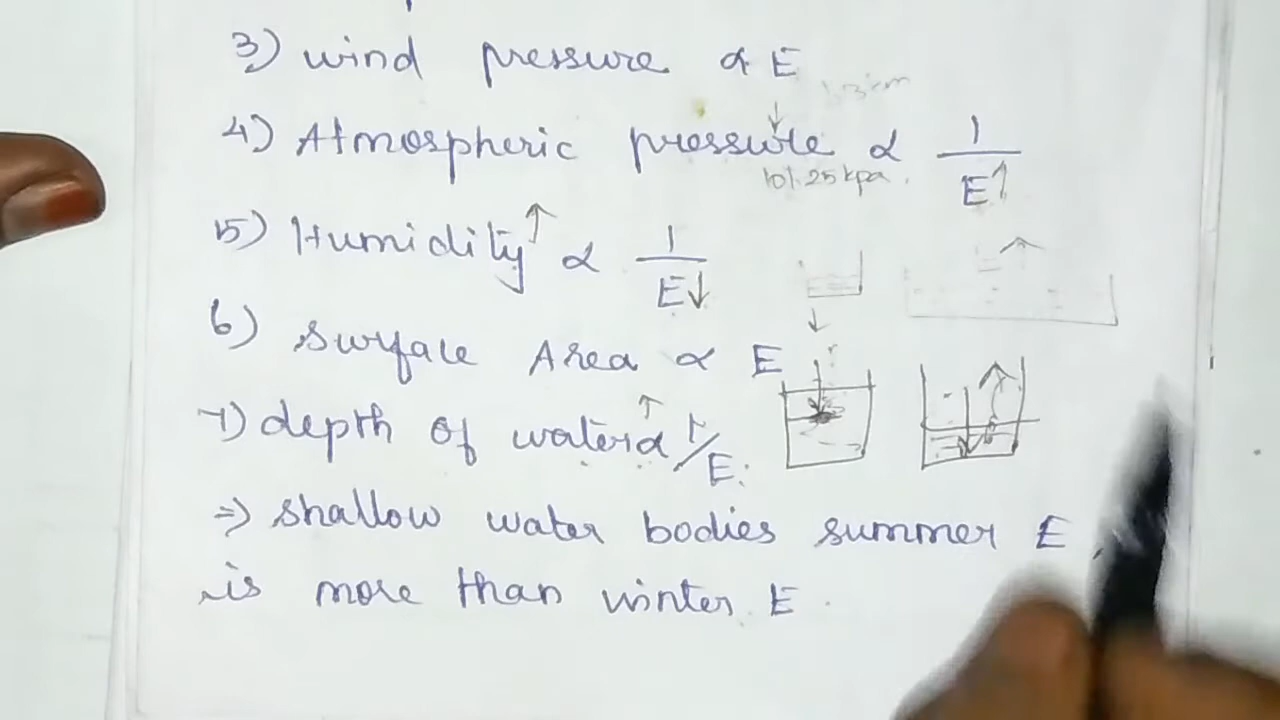 3) wind pressure α E
4) Atmospheric pressure ↓ α 1/E↑
101.25 kpa.
5) Humidity ↑ α 1/E↓
6) Surface Area α E
7) depth of water ↑ α 1/E.
⇒ shallow water bodies summer E
is more than winter E.